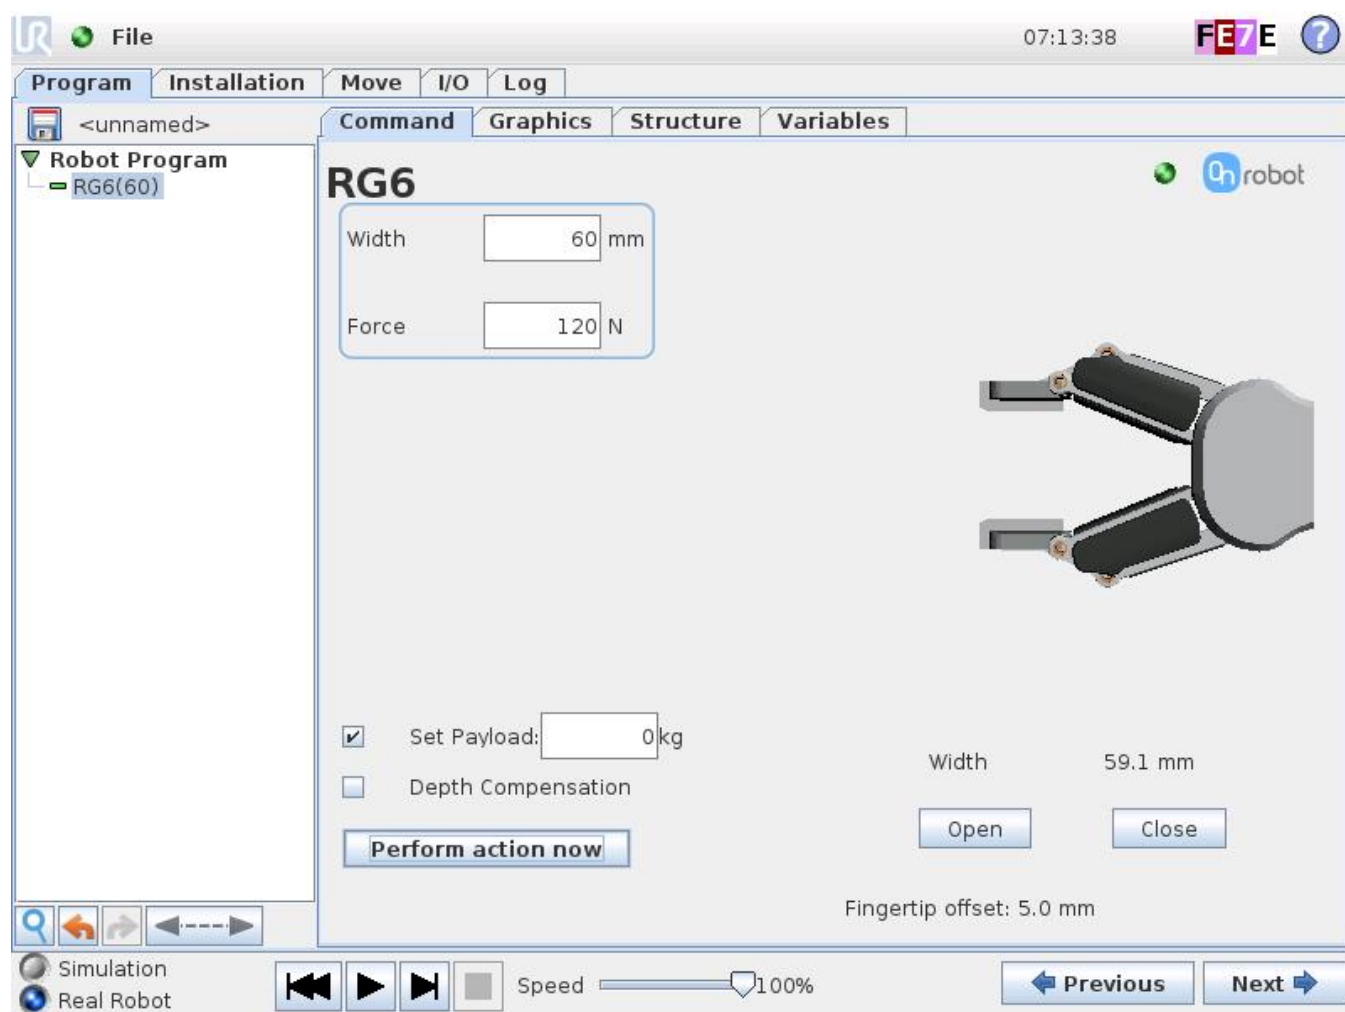 File 07:13:38 FE7E ?
Program Installation Move I/O Log
<unnamed> Command Graphics Structure Variables
Robot Program
RG6(60)
RG6
On robot
Width 60 mm
Force 120 N
Set Payload: 0 kg
Depth Compensation
Perform action now
Width 59.1 mm
Open Close
Fingertip offset: 5.0 mm
Simulation
Real Robot
Speed 100%
Previous Next